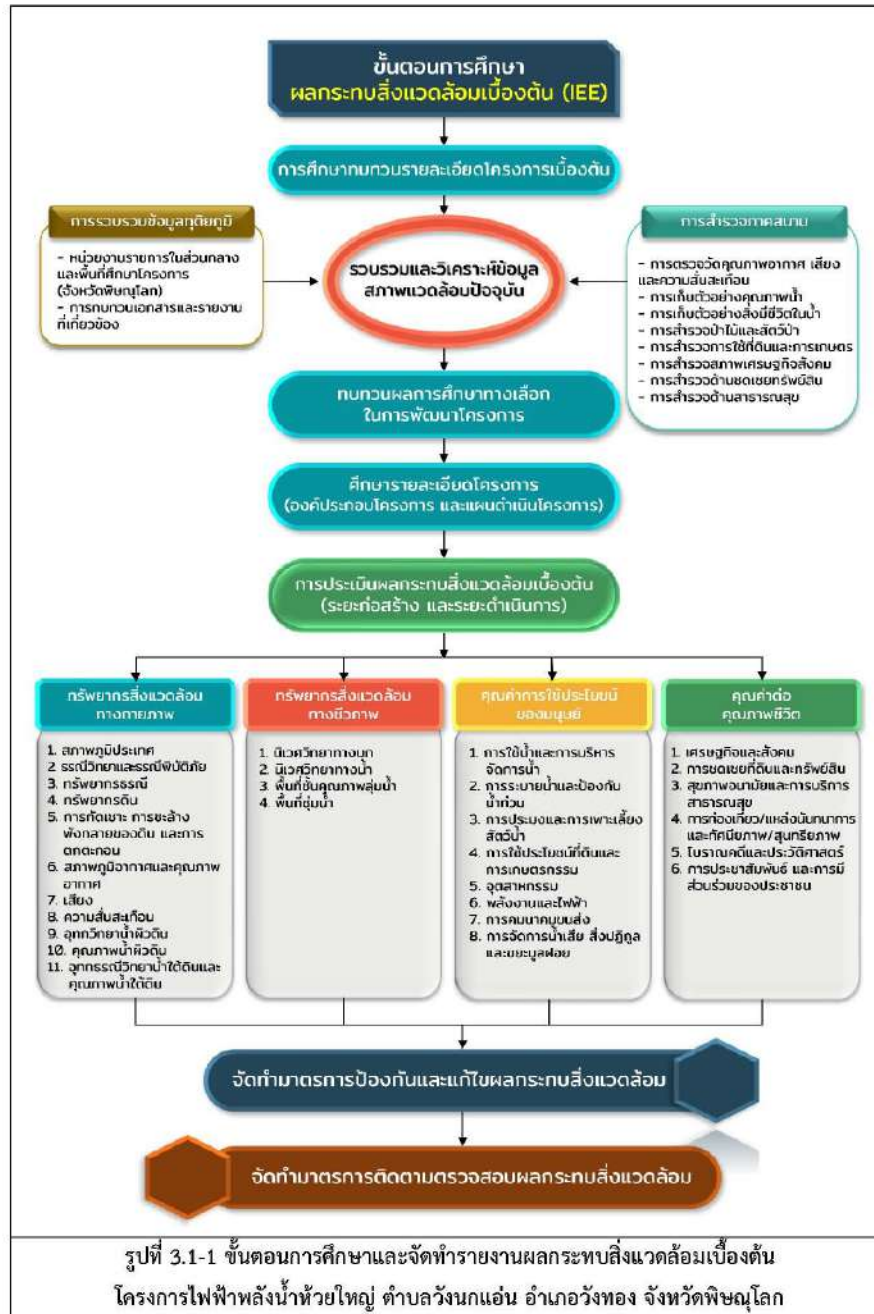 ขั้นตอนการศึกษา
ผลกระทบสิ่งแวดล้อมเบื้องต้น (IEE)
การศึกษาทบทวนรายละเอียดโครงการเบื้องต้น
การรวบรวมข้อมูลทุติยภูมิ
- หน่วยงานราชการในส่วนกลาง
และพื้นที่ศึกษาโครงการ
(จังหวัดพิษณุโลก)
- การทบทวนเอกสารและรายงาน
ที่เกี่ยวข้อง
รวบรวมและวิเคราะห์ข้อมูล
สภาพแวดล้อมปัจจุบัน
การสำรวจภาคสนาม
- การตรวจวัดคุณภาพอากาศ เสียง
และความสั่นสะเทือน
- การเก็บตัวอย่างคุณภาพน้ำ
- การเก็บตัวอย่างสิ่งมีชีวิตในน้ำ
- การสำรวจป่าไม้และสัตว์ป่า
- การสำรวจการใช้ที่ดินและการเกษตร
- การสำรวจสภาพเศรษฐกิจสังคม
- การสำรวจด้านชดเชยทรัพย์สิน
- การสำรวจด้านสาธารณสุข
ทบทวนผลการศึกษาทางเลือก
ในการพัฒนาโครงการ
ศึกษารายละเอียดโครงการ
(องค์ประกอบโครงการ และแผนดำเนินโครงการ)
การประเมินผลกระทบสิ่งแวดล้อมเบื้องต้น
(ระยะก่อสร้าง และระยะดำเนินการ)
ทรัพยากรสิ่งแวดล้อม
ทางกายภาพ
1. สภาพภูมิประเทศ
2. ธรณีวิทยาและธรณีพิบัติภัย
3. ทรัพยากรธรณี
4. ทรัพยากรดิน
5. การกัดเซาะ การชะล้าง
พังทลายของดิน และการ
ตกตะกอน
6. สภาพภูมิอากาศและคุณภาพ
อากาศ
7. เสียง
8. ความสั่นสะเทือน
9. อุทกวิทยาน้ำผิวดิน
10. คุณภาพน้ำผิวดิน
11. อุทกธรณีวิทยาน้ำใต้ดินและ
คุณภาพน้ำใต้ดิน
ทรัพยากรสิ่งแวดล้อม
ทางชีวภาพ
1. นิเวศวิทยาทางบก
2. นิเวศวิทยาทางน้ำ
3. พื้นที่ชั้นคุณภาพลุ่มน้ำ
4. พื้นที่ชุ่มน้ำ
คุณค่าการใช้ประโยชน์
ของมนุษย์
1. การใช้น้ำและการบริหาร
จัดการน้ำ
2. การระบายน้ำและป้องกัน
น้ำท่วม
3. การประมงและการเพาะเลี้ยง
สัตว์น้ำ
4. การใช้ประโยชน์ที่ดินและ
การเกษตรกรรม
5. อุตสาหกรรม
6. พลังงานและไฟฟ้า
7. การคมนาคมขนส่ง
8. การจัดการน้ำเสีย สิ่งปฏิกูล
และขยะมูลฝอย
คุณค่าต่อ
คุณภาพชีวิต
1. เศรษฐกิจและสังคม
2. การชดเชยที่ดินและทรัพย์สิน
3. สุขภาพอนามัยและการบริการ
สาธารณสุข
4. การท่องเที่ยว/แหล่งนันทนาการ
และทัศนียภาพ/สุนทรียภาพ
5. โบราณคดีและประวัติศาสตร์
6. การประชาสัมพันธ์ และการมี
ส่วนร่วมของประชาชน
จัดทำมาตรการป้องกันและแก้ไขผลกระทบสิ่งแวดล้อม
จัดทำมาตรการติดตามตรวจสอบผลกระทบสิ่งแวดล้อม
รูปที่ 3.1-1 ขั้นตอนการศึกษาและจัดทำรายงานผลกระทบสิ่งแวดล้อมเบื้องต้น
โครงการไฟฟ้าพลังน้ำห้วยใหญ่ ตำบลวังนกแอ่น อำเภอวังทอง จังหวัดพิษณุโลก